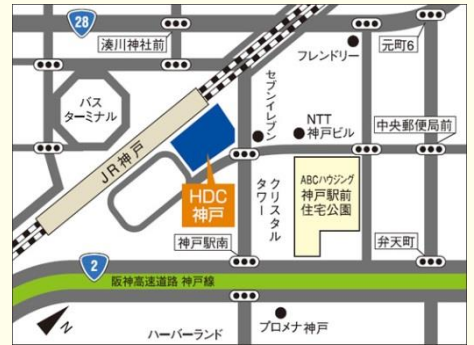 28
湊川神社前
元町6
フレンドリー
セブンイレブン
バス
ターミナル
NTT
神戸ビル
中央郵便局前
JR神戸
HDC
神戸
クリスタル
タワー
ABCハウジング
神戸駅前
住宅公園
神戸駅南
弁天町
2
阪神高速道路 神戸線
N
ハーバーランド
プロメナ神戸